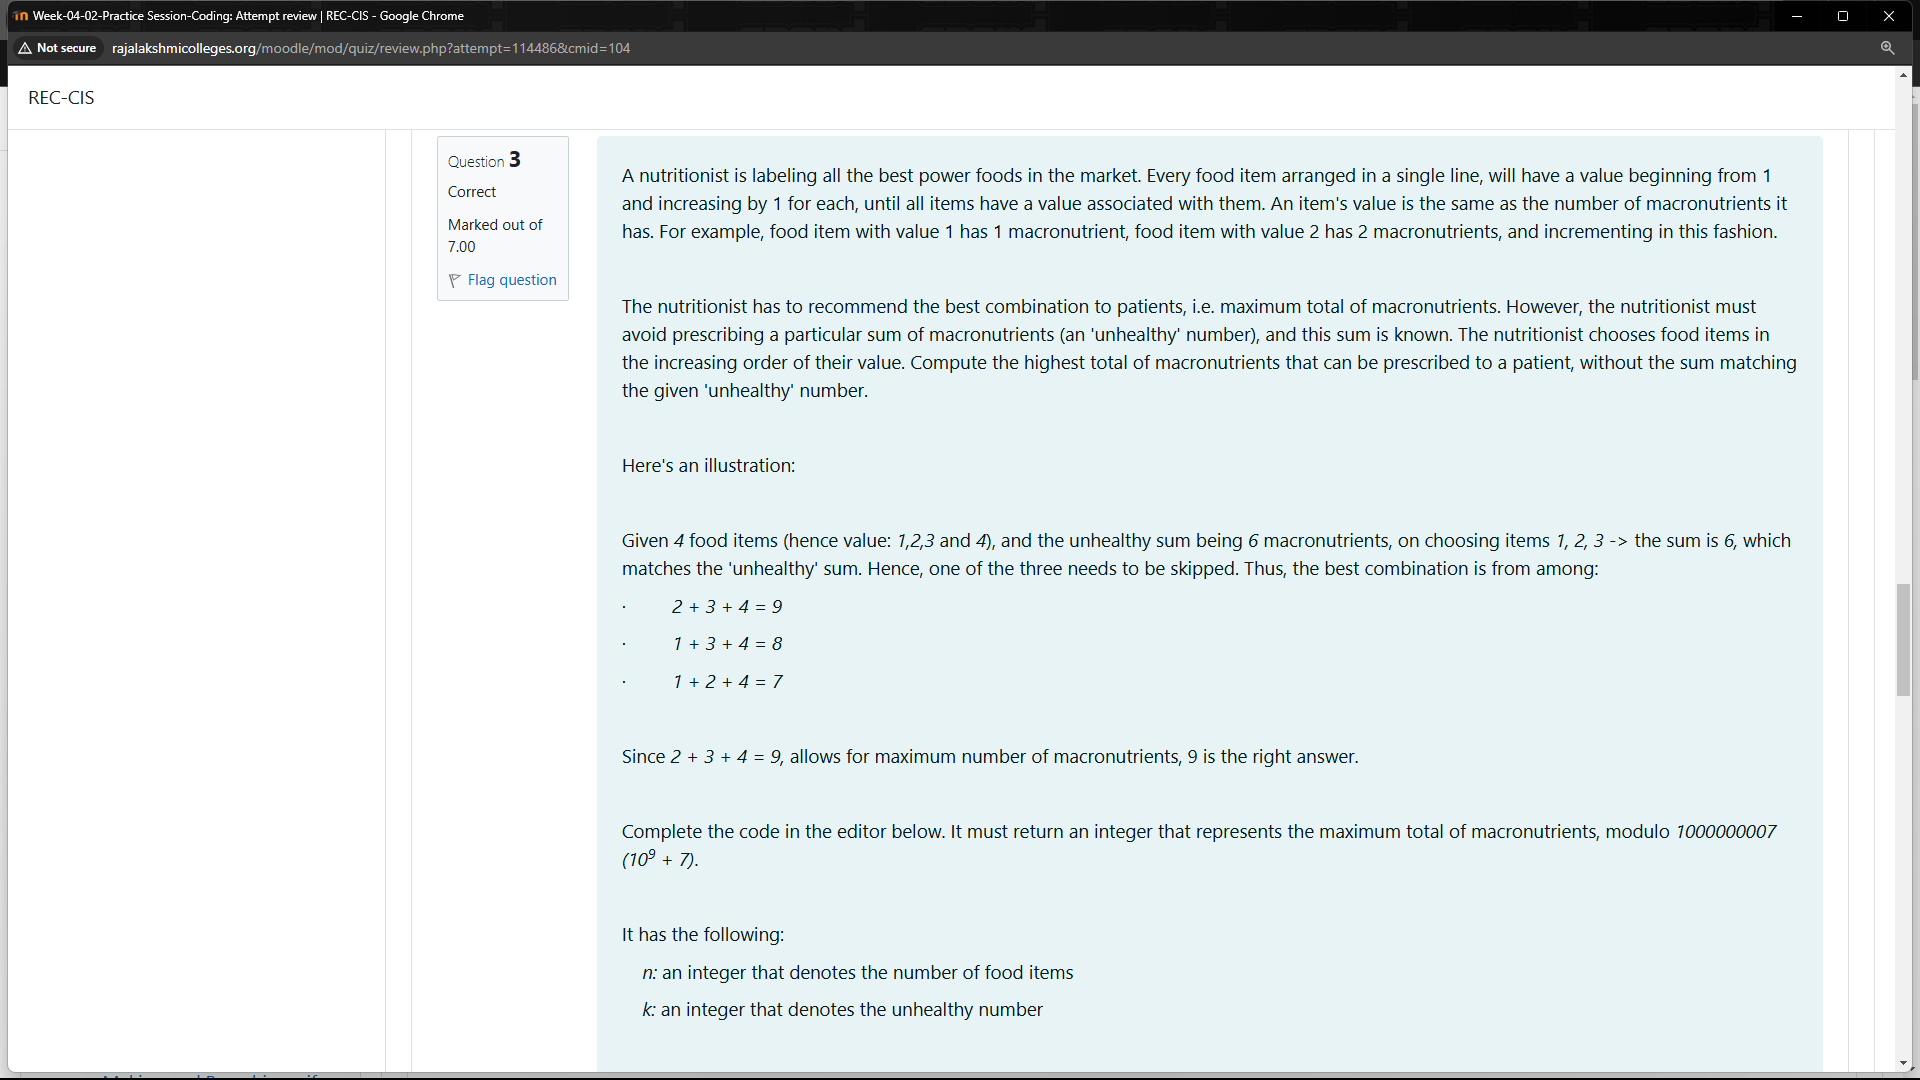 Week-04-02-Practice Session-Coding: Attempt review | REC-CIS - Google Chrome
Not secure rajalakshmicolleges.org/moodle/mod/quiz/review.php?attempt=114486&cmid=104
REC-CIS
Question 3
Correct
Marked out of
7.00
Flag question
A nutritionist is labeling all the best power foods in the market. Every food item arranged in a single line, will have a value beginning from 1
and increasing by 1 for each, until all items have a value associated with them. An item's value is the same as the number of macronutrients it
has. For example, food item with value 1 has 1 macronutrient, food item with value 2 has 2 macronutrients, and incrementing in this fashion.
The nutritionist has to recommend the best combination to patients, i.e. maximum total of macronutrients. However, the nutritionist must
avoid prescribing a particular sum of macronutrients (an 'unhealthy' number), and this sum is known. The nutritionist chooses food items in
the increasing order of their value. Compute the highest total of macronutrients that can be prescribed to a patient, without the sum matching
the given 'unhealthy' number.
Here's an illustration:
Given 4 food items (hence value: 1,2,3 and 4), and the unhealthy sum being 6 macronutrients, on choosing items 1, 2, 3 -> the sum is 6, which
matches the 'unhealthy' sum. Hence, one of the three needs to be skipped. Thus, the best combination is from among:
· 2 + 3 + 4 = 9
· 1 + 3 + 4 = 8
· 1 + 2 + 4 = 7
Since 2 + 3 + 4 = 9, allows for maximum number of macronutrients, 9 is the right answer.
Complete the code in the editor below. It must return an integer that represents the maximum total of macronutrients, modulo 1000000007
(10⁹ + 7).
It has the following:
n: an integer that denotes the number of food items
k: an integer that denotes the unhealthy number